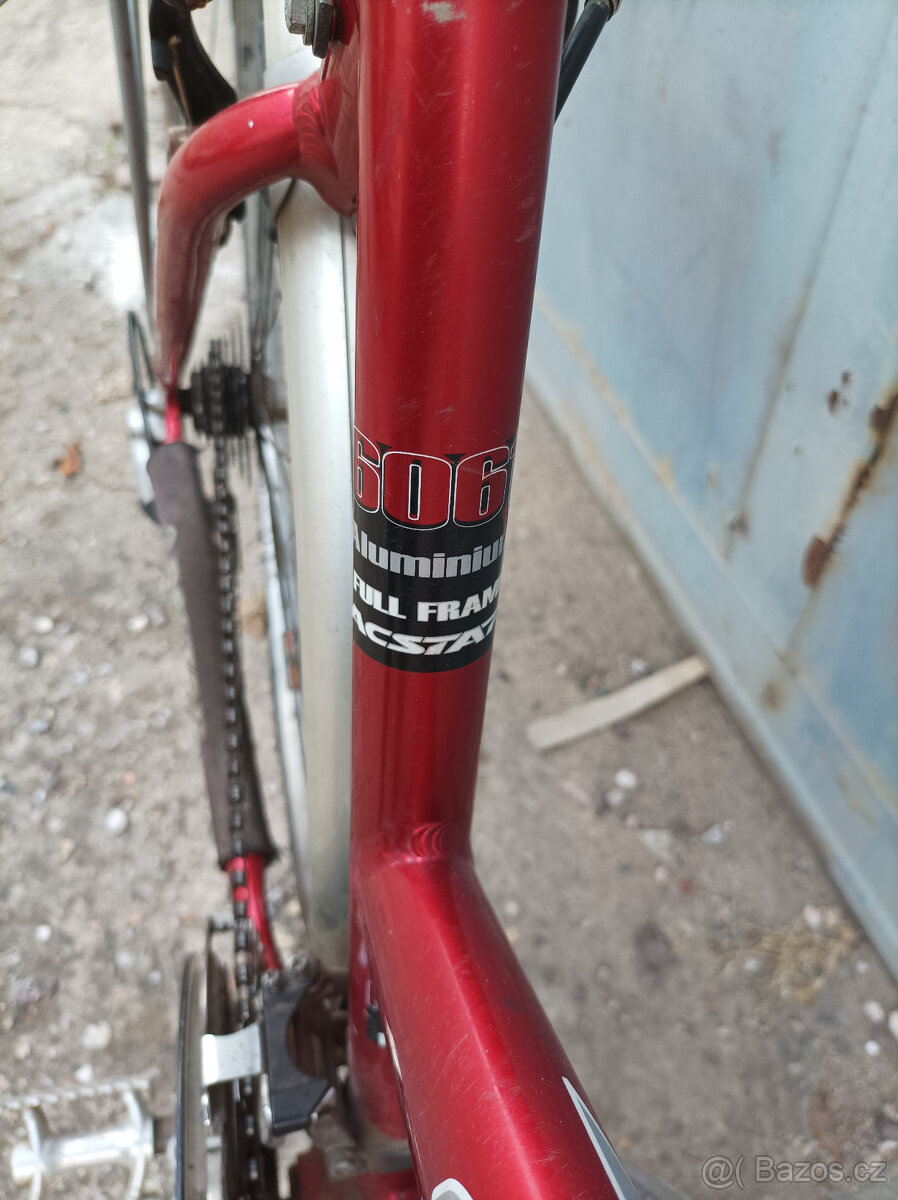 606
Aluminiu
FULL FRAM
ACSTAT
@( Bazos.cz